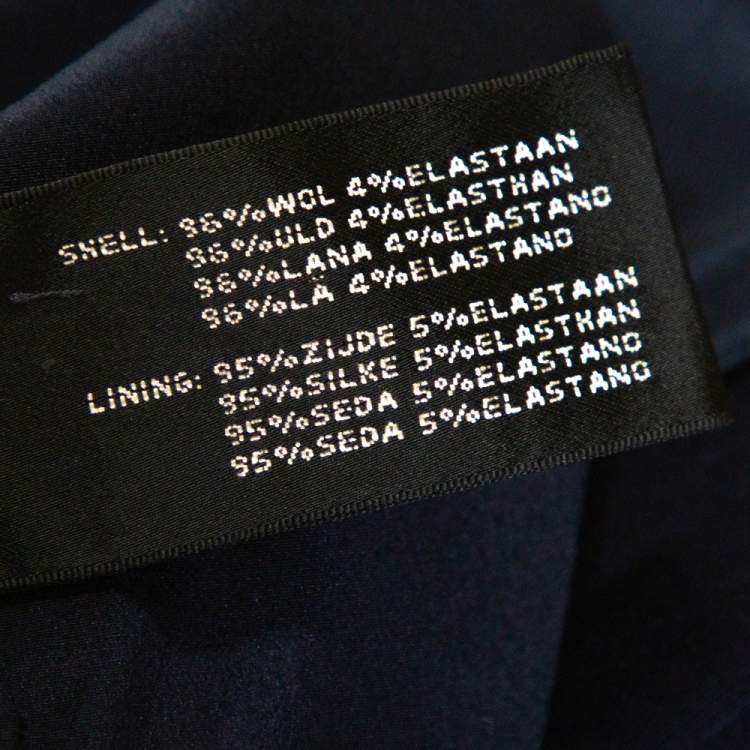 SHELL: 96%WOL 4%ELASTAAN
96%ULD 4%ELASTHAN
96%LANA 4%ELASTANO
96%LÃ 4%ELASTANO
LINING: 95%ZIJDE 5%ELASTAAN
95%SILKE 5%ELASTHAN
95%SEDA 5%ELASTANO
95%SEDA 5%ELASTANO